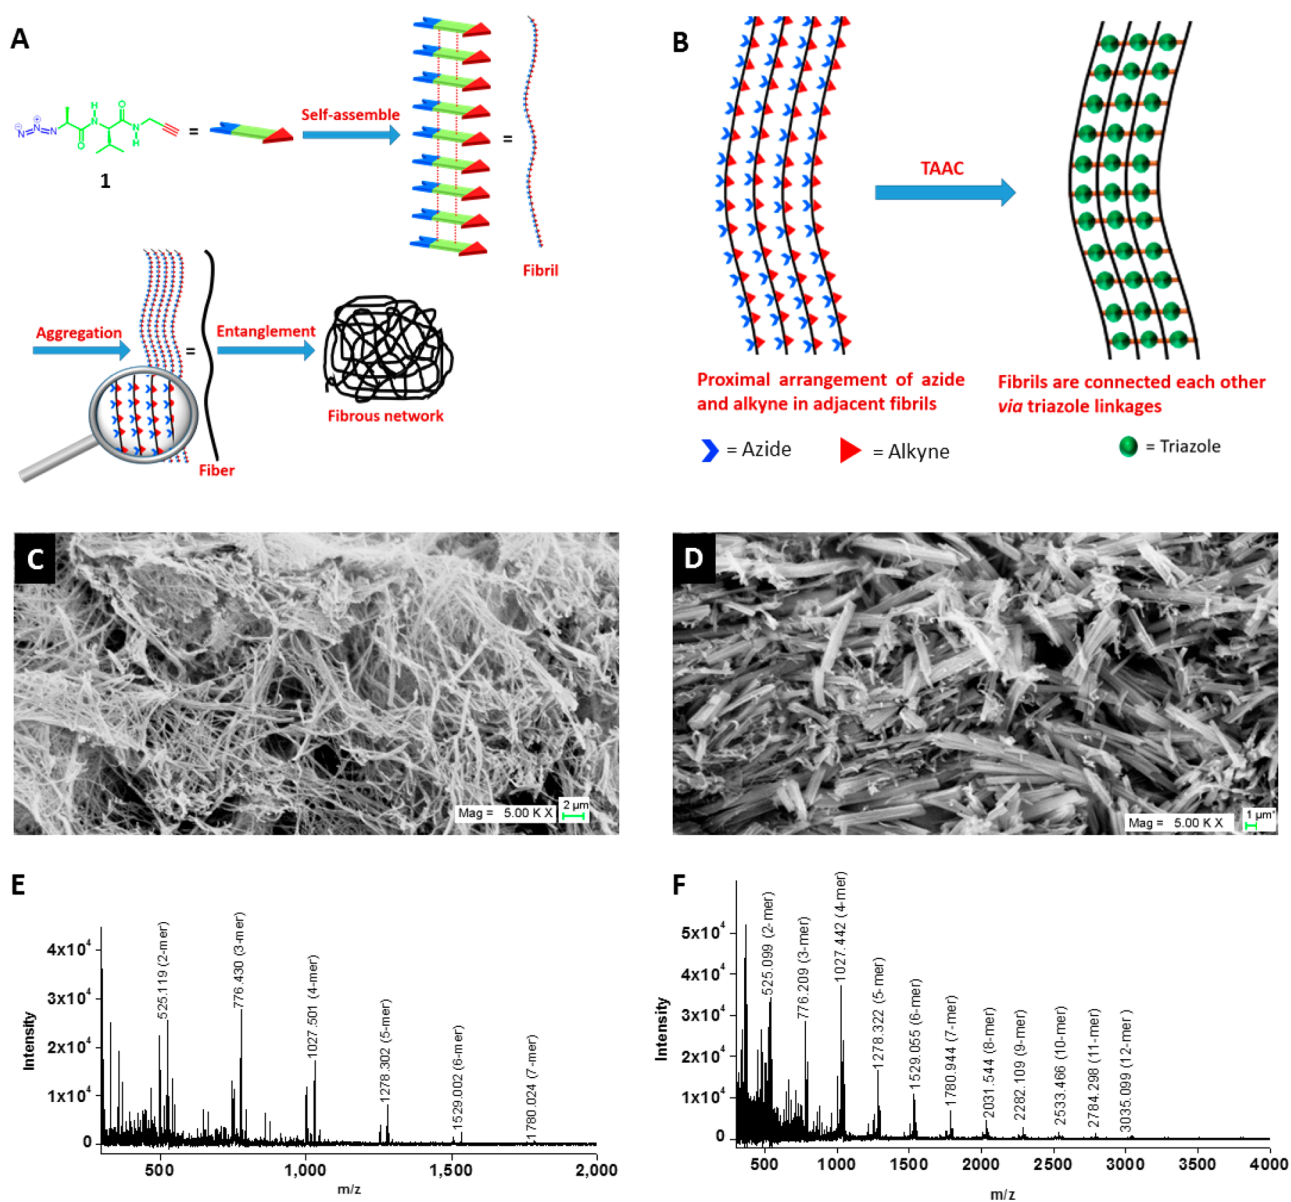 A
N
⊖
N
+
N
H
N
O
O
N
H
1
=
Self-assemble
=
Fibril
Aggregation
=
Fiber
Entanglement
Fibrous network
B
TAAC
Proximal arrangement of azide
and alkyne in adjacent fibrils
= Azide
= Alkyne
Fibrils are connected each other
via triazole linkages
= Triazole
C
Mag = 5.00 K X
2 µm
D
Mag = 5.00 K X
1 µm
E
Intensity
4x10⁴
3x10⁴
2x10⁴
1x10⁴
0
525.119 (2-mer)
776.430 (3-mer)
1027.501 (4-mer)
1278.302 (5-mer)
1529.002 (6-mer)
1780.024 (7-mer)
500
1,000
1,500
2,000
m/z
F
Intensity
5x10⁴
4x10⁴
3x10⁴
2x10⁴
1x10⁴
0
525.099 (2-mer)
776.209 (3-mer)
1027.442 (4-mer)
1278.322 (5-mer)
1529.055 (6-mer)
1780.944 (7-mer)
2031.544 (8-mer)
2282.109 (9-mer)
2533.466 (10-mer)
2784.298 (11-mer)
3035.099 (12-mer )
500
1000
1500
2000
2500
3000
3500
4000
m/z